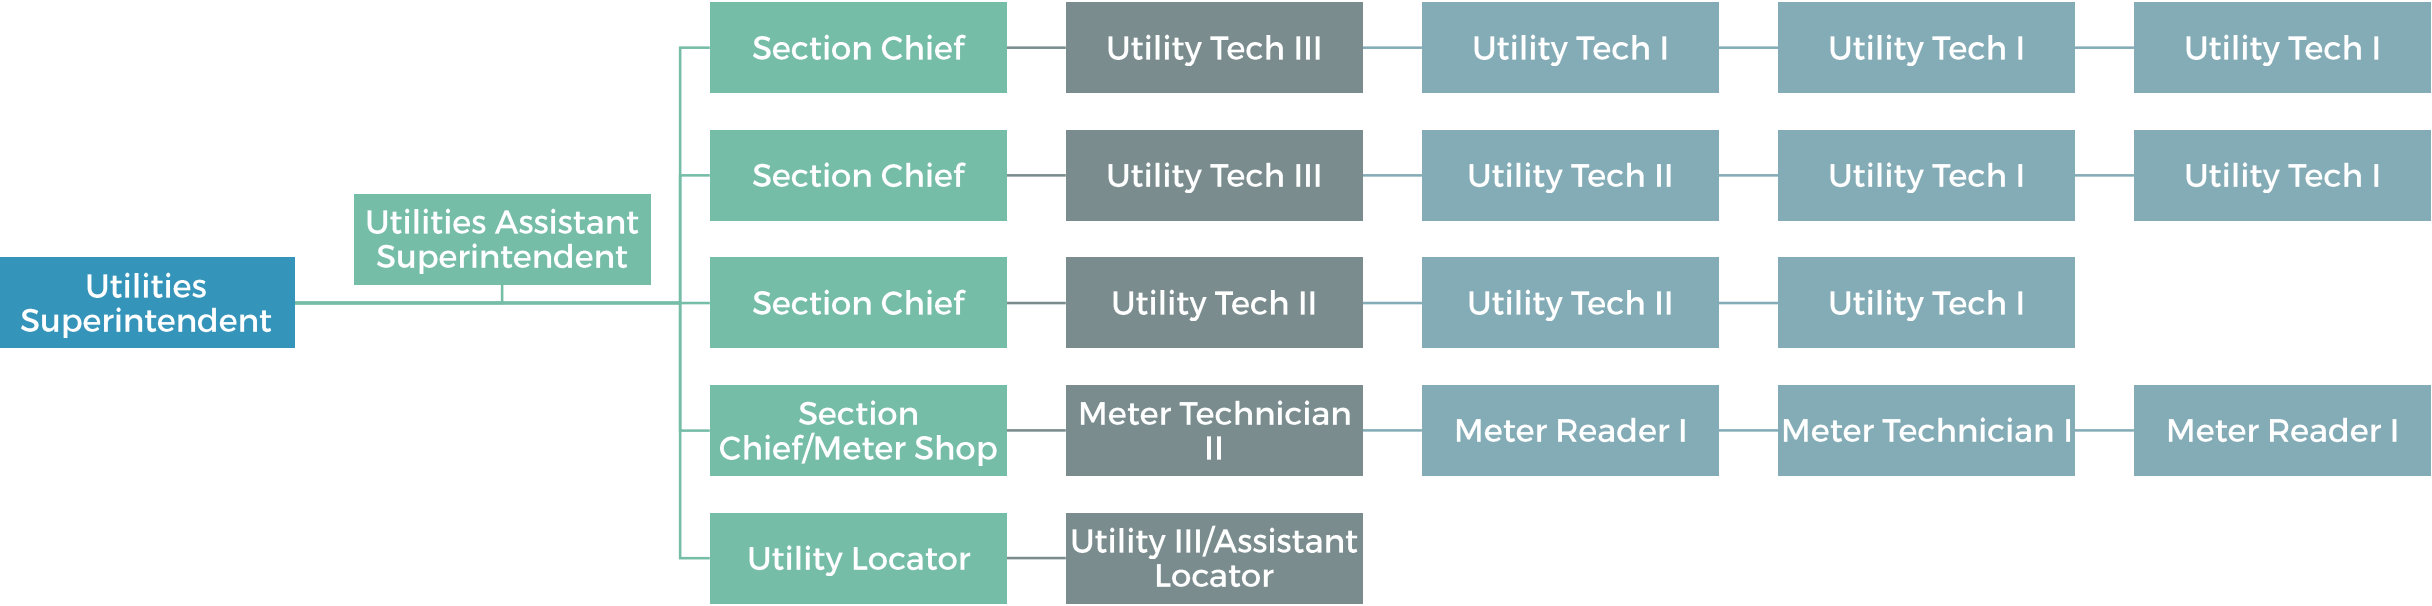 Section Chief
Utility Tech III
Utility Tech I
Utility Tech I
Utility Tech I
Section Chief
Utility Tech III
Utility Tech II
Utility Tech I
Utility Tech I
Utilities Assistant
Superintendent
Utilities
Superintendent
Section Chief
Utility Tech II
Utility Tech II
Utility Tech I
Section
Chief/Meter Shop
Meter Technician
II
Meter Reader I
Meter Technician I
Meter Reader I
Utility Locator
Utility III/Assistant
Locator